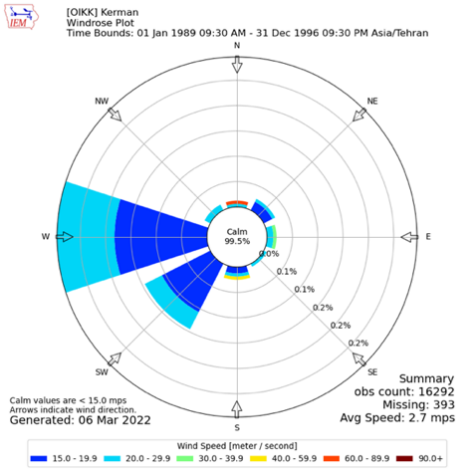 IEM
[OIKK] Kerman
Windrose Plot
Time Bounds: 01 Jan 1989 09:30 AM - 31 Dec 1996 09:30 PM Asia/Tehran
N
NW
NE
Calm
99.5%
W
E
0.0%
0.1%
0.1%
0.2%
0.2%
0.2%
SW
SE
S
Calm values are < 15.0 mps
Arrows indicate wind direction.
Generated: 06 Mar 2022
Summary
obs count: 16292
Missing: 393
Avg Speed: 2.7 mps
Wind Speed [meter / second]
15.0 - 19.9 20.0 - 29.9 30.0 - 39.9 40.0 - 59.9 60.0 - 89.9 90.0+